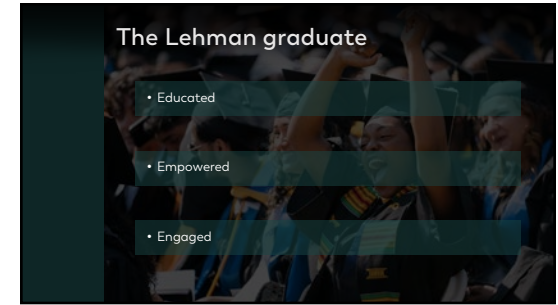 The Lehman graduate
• Educated
• Empowered
• Engaged